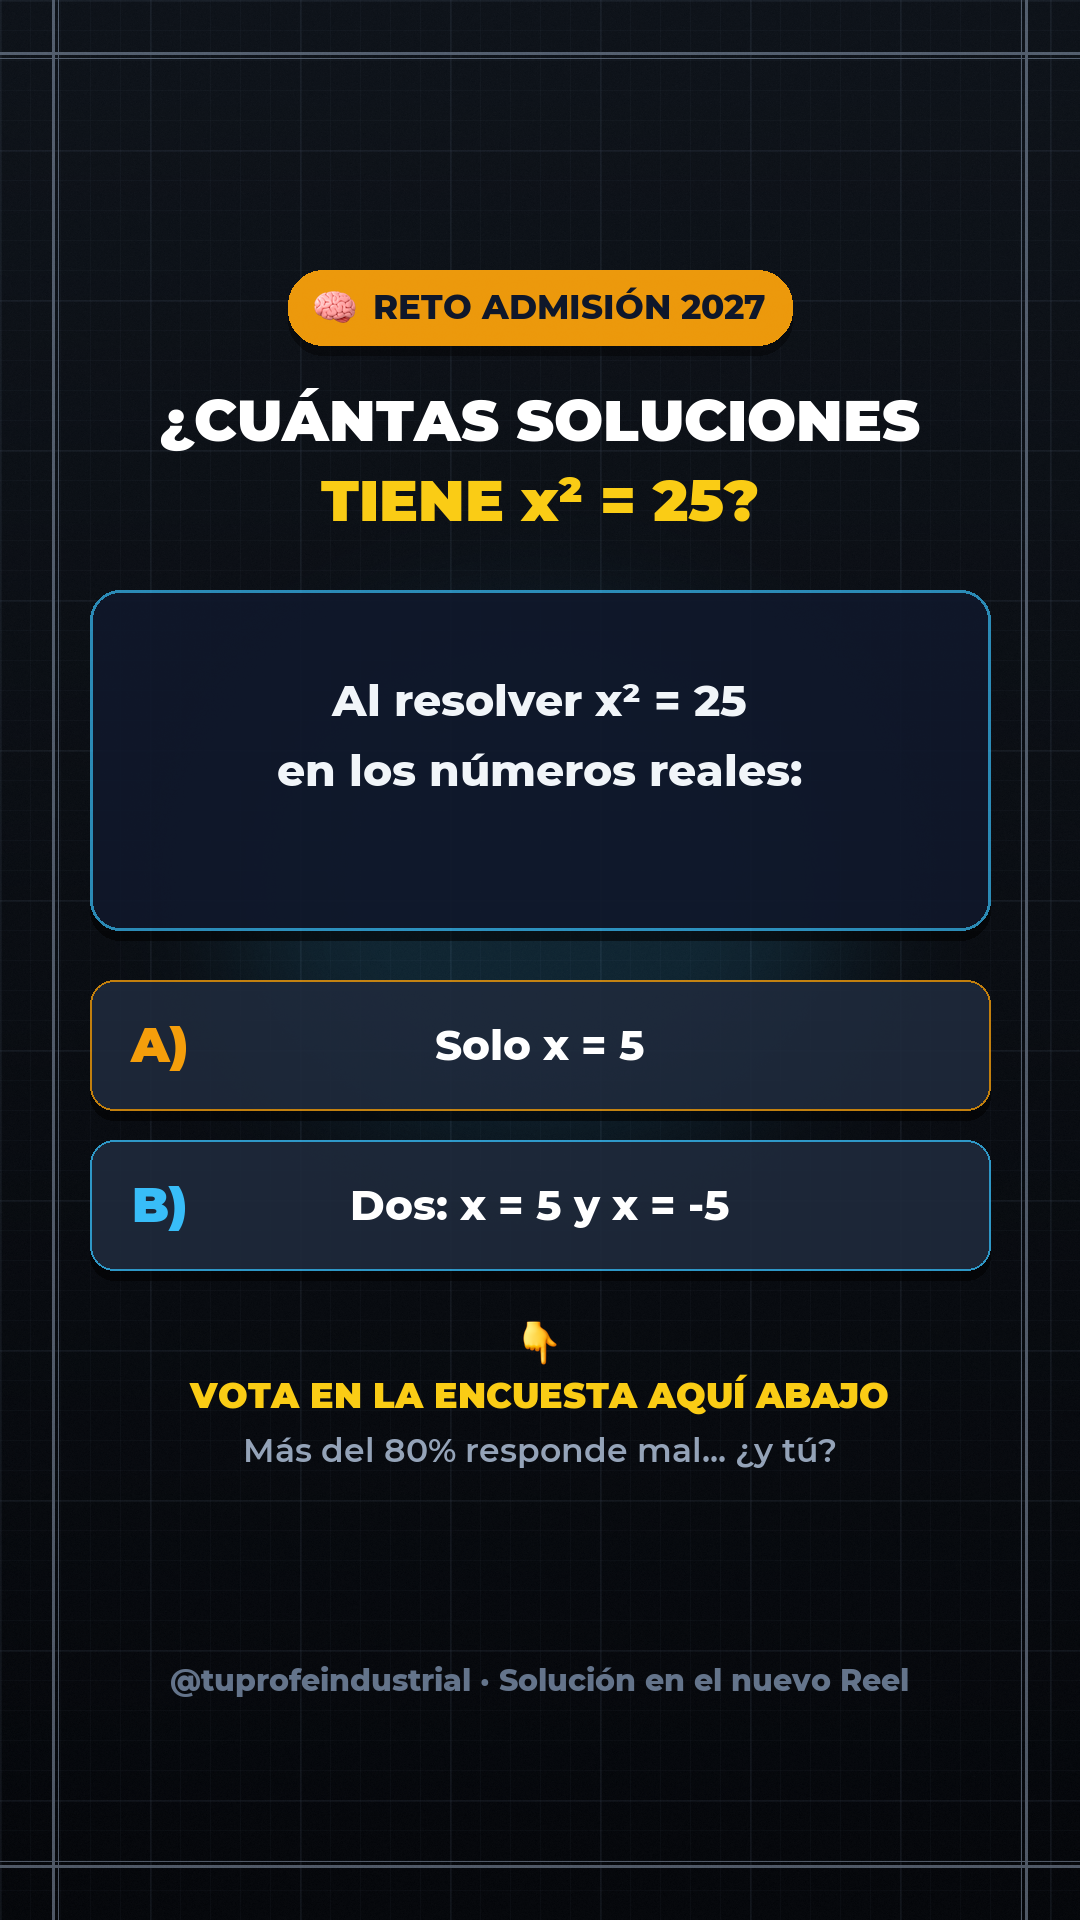 🧠 RETO ADMISIÓN 2027
¿CUÁNTAS SOLUCIONES
TIENE x² = 25?
Al resolver x² = 25
en los números reales:
A) Solo x = 5
B) Dos: x = 5 y x = -5
👇
VOTA EN LA ENCUESTA AQUÍ ABAJO
Más del 80% responde mal... ¿y tú?
@tuprofeindustrial • Solución en el nuevo Reel